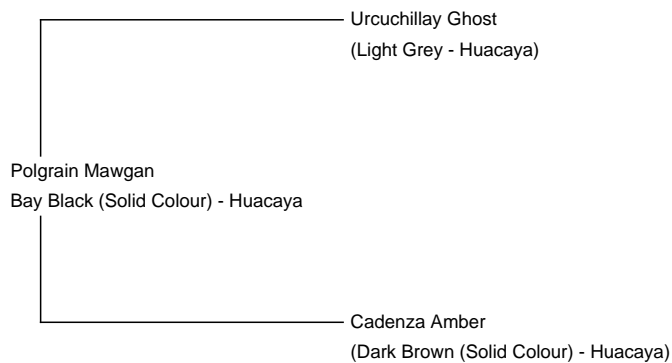 Urcuchillay Ghost
(Light Grey - Huacaya)
Polgrain Mawgan
Bay Black (Solid Colour) - Huacaya
Cadenza Amber
(Dark Brown (Solid Colour) - Huacaya)